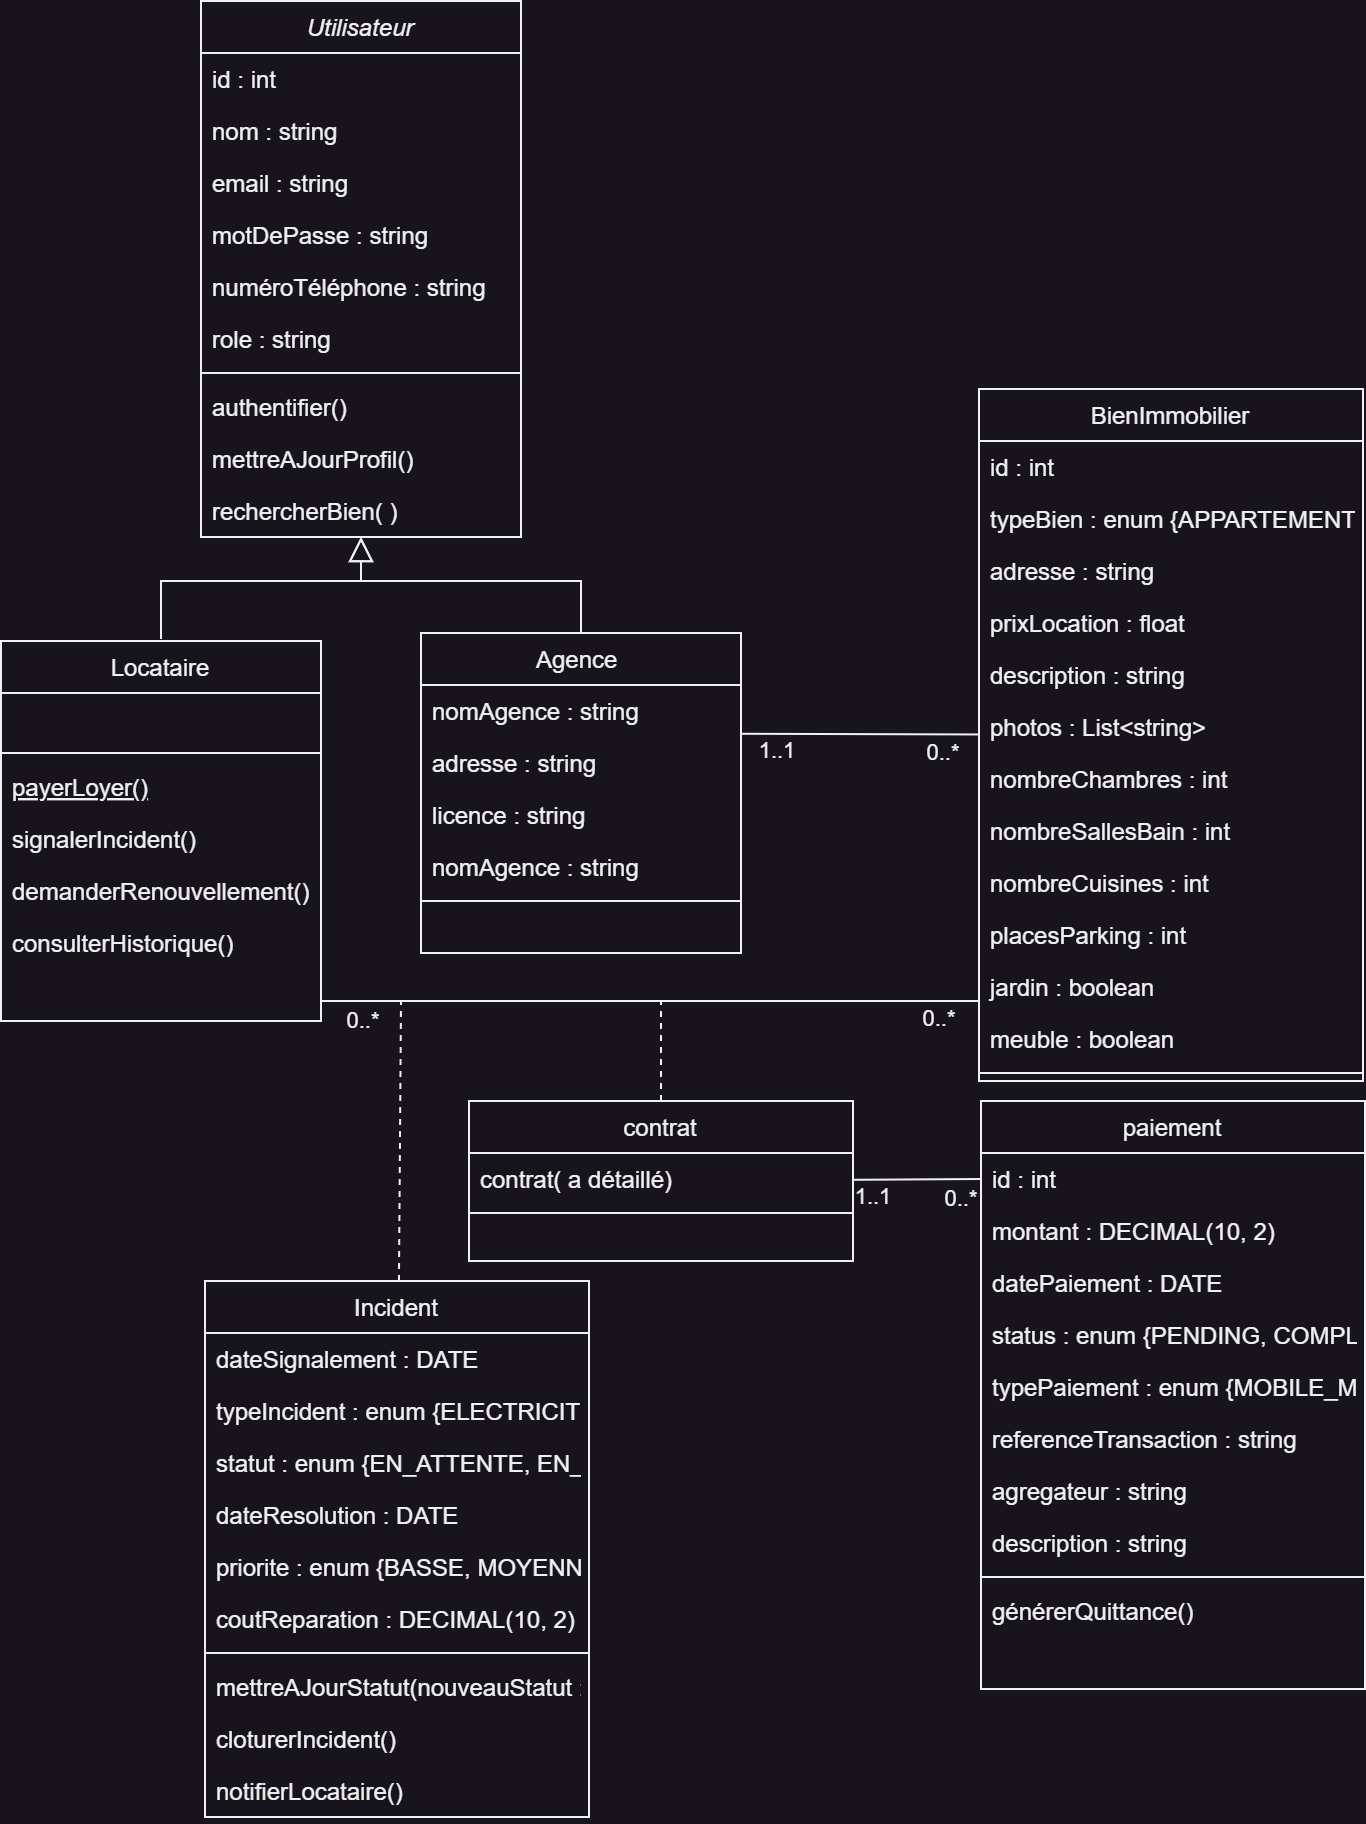 Utilisateur
id : int
nom : string
email : string
motDePasse : string
numéroTéléphone : string
role : string
authentifier()
mettreAJourProfil()
rechercherBien( )
Locataire
payerLoyer()
signalerIncident()
demanderRenouvellement()
consulterHistorique()
Agence
nomAgence : string
adresse : string
licence : string
nomAgence : string
1..1
0..*
BienImmobilier
id : int
typeBien : enum {APPARTEMENT
adresse : string
prixLocation : float
description : string
photos : List<string>
nombreChambres : int
nombreSallesBain : int
nombreCuisines : int
placesParking : int
jardin : boolean
meuble : boolean
0..*
0..*
contrat
contrat( a détaillé)
1..1
0..*
paiement
id : int
montant : DECIMAL(10, 2)
datePaiement : DATE
status : enum {PENDING, COMPL
typePaiement : enum {MOBILE_M
referenceTransaction : string
agregateur : string
description : string
générerQuittance()
Incident
dateSignalement : DATE
typeIncident : enum {ELECTRICIT
statut : enum {EN_ATTENTE, EN_
dateResolution : DATE
priorite : enum {BASSE, MOYENN
coutReparation : DECIMAL(10, 2)
mettreAJourStatut(nouveauStatut :
cloturerIncident()
notifierLocataire()